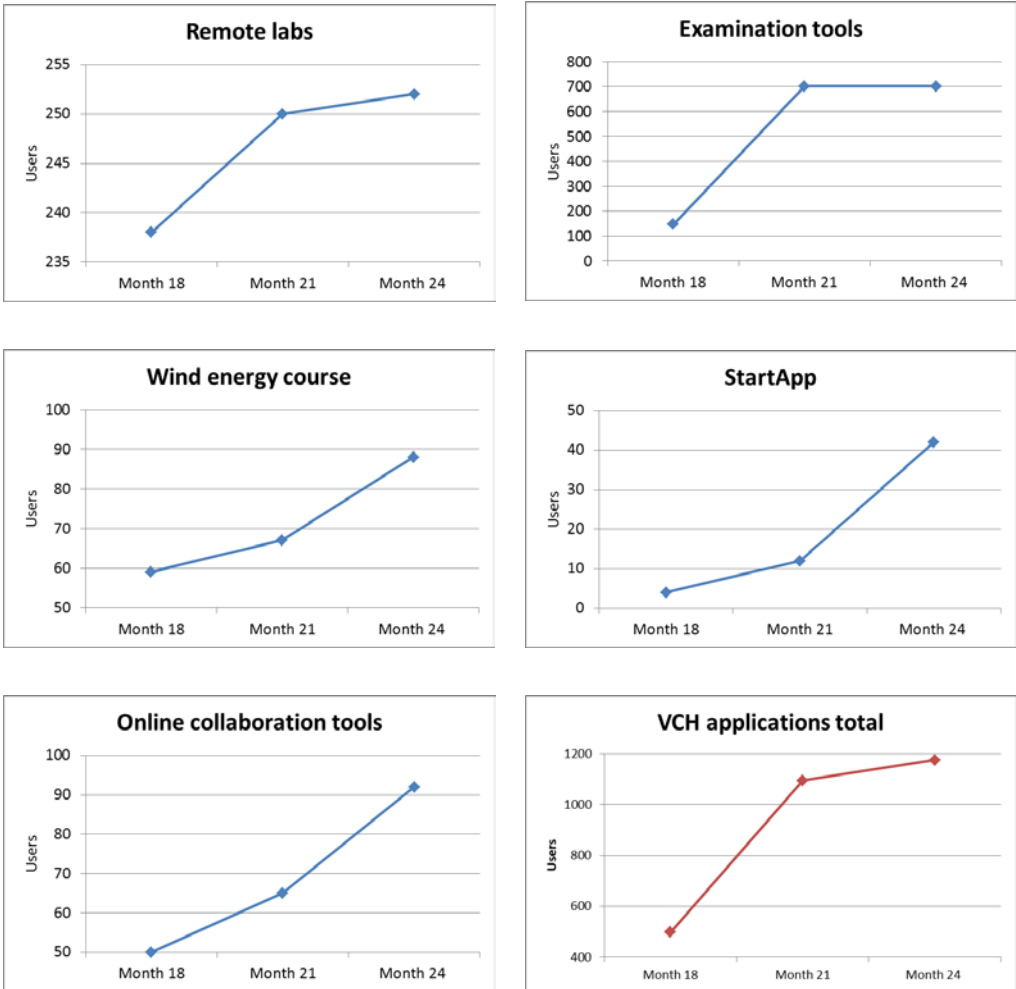 Remote labs
255
250
245
240
235
Users
Month 18 Month 21 Month 24
Examination tools
800
700
600
500
400
300
200
100
0
Users
Month 18 Month 21 Month 24
Wind energy course
100
90
80
70
60
50
Users
Month 18 Month 21 Month 24
StartApp
50
40
30
20
10
0
Users
Month 18 Month 21 Month 24
Online collaboration tools
100
90
80
70
60
50
Users
Month 18 Month 21 Month 24
VCH applications total
1200
1000
800
600
400
Users
Month 18 Month 21 Month 24